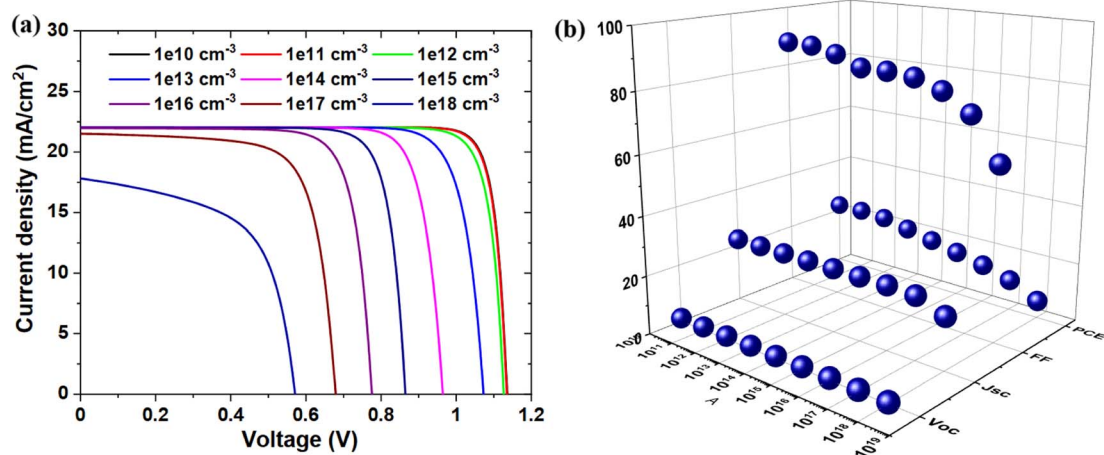 (a)
30
25
20
15
10
5
0
Current density (mA/cm²)
1e10 cm⁻³ 1e11 cm⁻³ 1e12 cm⁻³
1e13 cm⁻³ 1e14 cm⁻³ 1e15 cm⁻³
1e16 cm⁻³ 1e17 cm⁻³ 1e18 cm⁻³
0 0.2 0.4 0.6 0.8 1 1.2
Voltage (V)
(b)
100
80
60
40
20
0
10¹¹
10¹²
10¹³
10¹⁴
10¹⁵
10¹⁶
10¹⁷
10¹⁸
10¹⁹
A
Voc
Jsc
FF
PCE